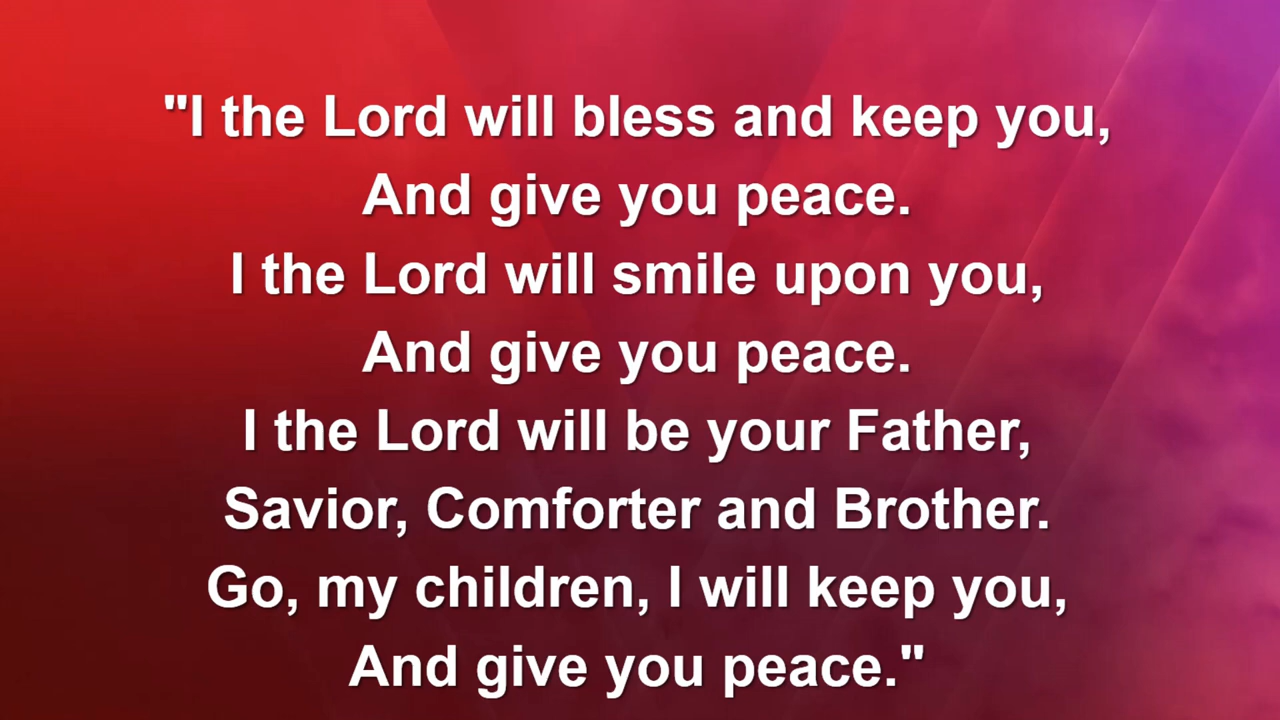 "I the Lord will bless and keep you,
And give you peace.
I the Lord will smile upon you,
And give you peace.
I the Lord will be your Father,
Savior, Comforter and Brother.
Go, my children, I will keep you,
And give you peace."